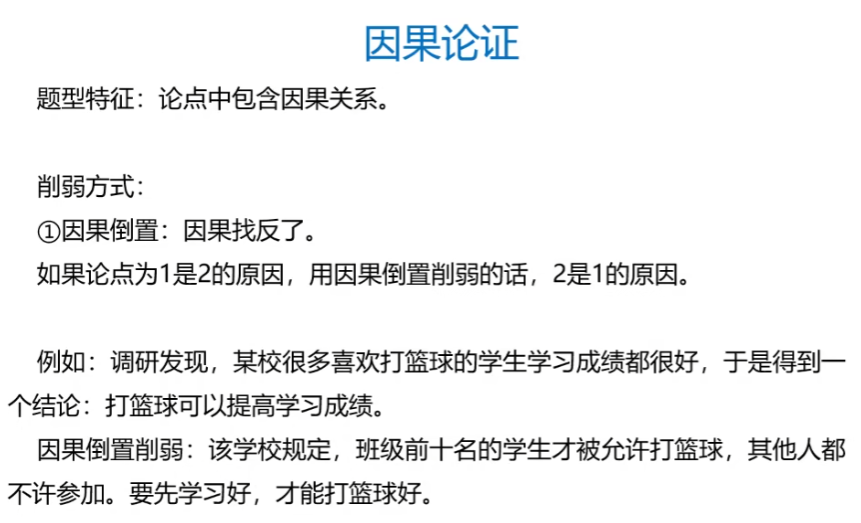 因果论证
题型特征：论点中包含因果关系。
削弱方式：
①因果倒置：因果找反了。
如果论点为1是2的原因，用因果倒置削弱的话，2是1的原因。
例如：调研发现，某校很多喜欢打篮球的学生学习成绩都很好，于是得到一
个结论：打篮球可以提高学习成绩。
因果倒置削弱：该学校规定，班级前十名的学生才被允许打篮球，其他人都
不许参加。要先学习好，才能打篮球好。